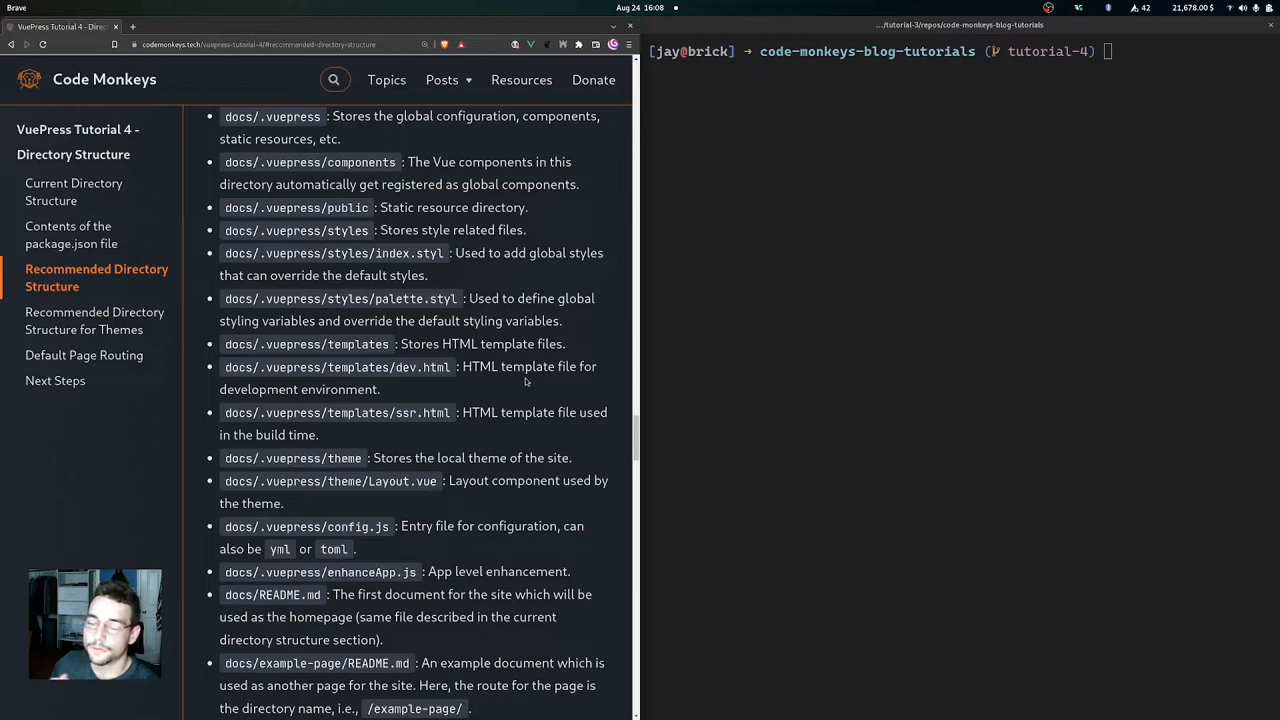 Brave
Aug 24 16:08
42
21,678.00 $
VuePress Tutorial 4 - Direc
.../tutorial-3/repos/code-monkeys-blog-tutorials
codemonkeys.tech/vuepress-tutorial-4/#recommended-directory-structure
[jay@brick] → code-monkeys-blog-tutorials ( tutorial-4)
Code Monkeys
Topics
Posts
Resources
Donate
VuePress Tutorial 4 -
Directory Structure
Current Directory
Structure
Contents of the
package.json file
Recommended Directory
Structure
Recommended Directory
Structure for Themes
Default Page Routing
Next Steps
docs/.vuepress : Stores the global configuration, components,
static resources, etc.
docs/.vuepress/components : The Vue components in this
directory automatically get registered as global components.
docs/.vuepress/public : Static resource directory.
docs/.vuepress/styles : Stores style related files.
docs/.vuepress/styles/index.styl : Used to add global styles
that can override the default styles.
docs/.vuepress/styles/palette.styl : Used to define global
styling variables and override the default styling variables.
docs/.vuepress/templates : Stores HTML template files.
docs/.vuepress/templates/dev.html : HTML template file for
development environment.
docs/.vuepress/templates/ssr.html : HTML template file used
in the build time.
docs/.vuepress/theme : Stores the local theme of the site.
docs/.vuepress/theme/Layout.vue : Layout component used by
the theme.
docs/.vuepress/config.js : Entry file for configuration, can
also be yml or toml .
docs/.vuepress/enhanceApp.js : App level enhancement.
docs/README.md : The first document for the site which will be
used as the homepage (same file described in the current
directory structure section).
docs/example-page/README.md : An example document which is
used as another page for the site. Here, the route for the page is
the directory name, i.e., /example-page/ .